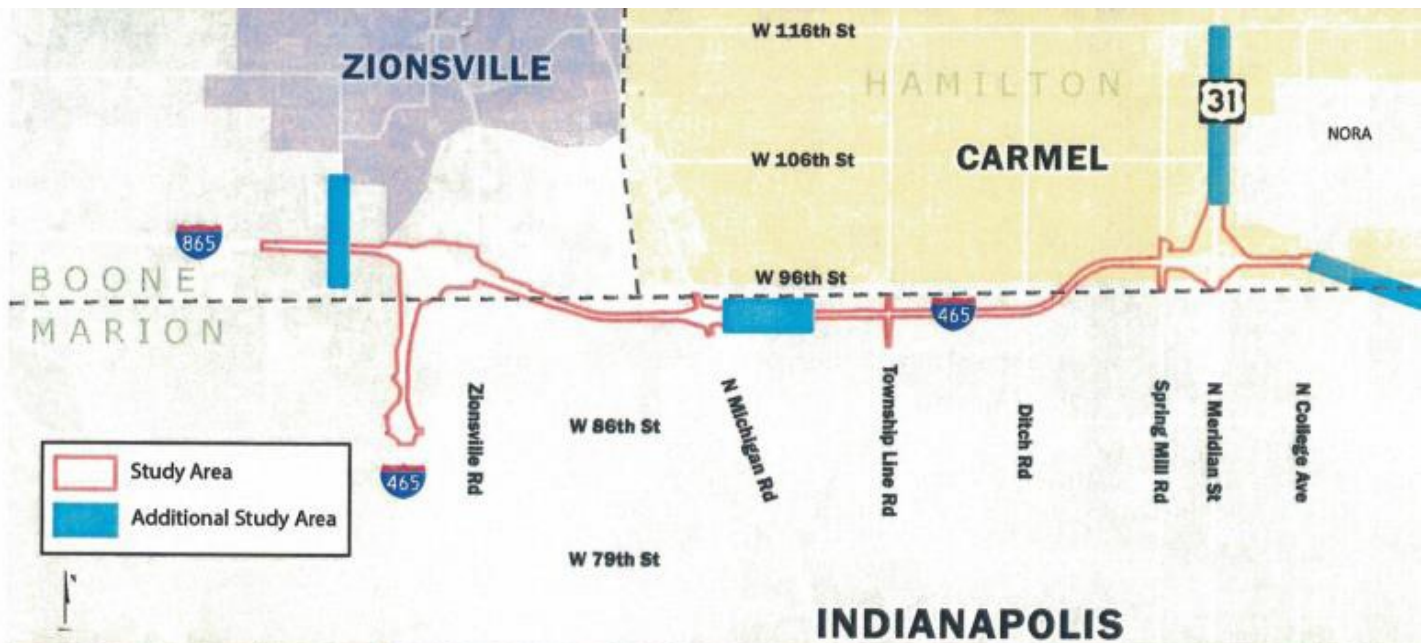 W 116th St
ZIONSVILLE
HAMILTON
31
NORA
W 106th St
CARMEL
865
BOONE
W 96th St
MARION
465
Zionsville Rd
N Michigan Rd
Township Line Rd
Ditch Rd
Spring Mill Rd
N Meridian St
N College Ave
W 86th St
Study Area
465
Additional Study Area
W 79th St
N
INDIANAPOLIS